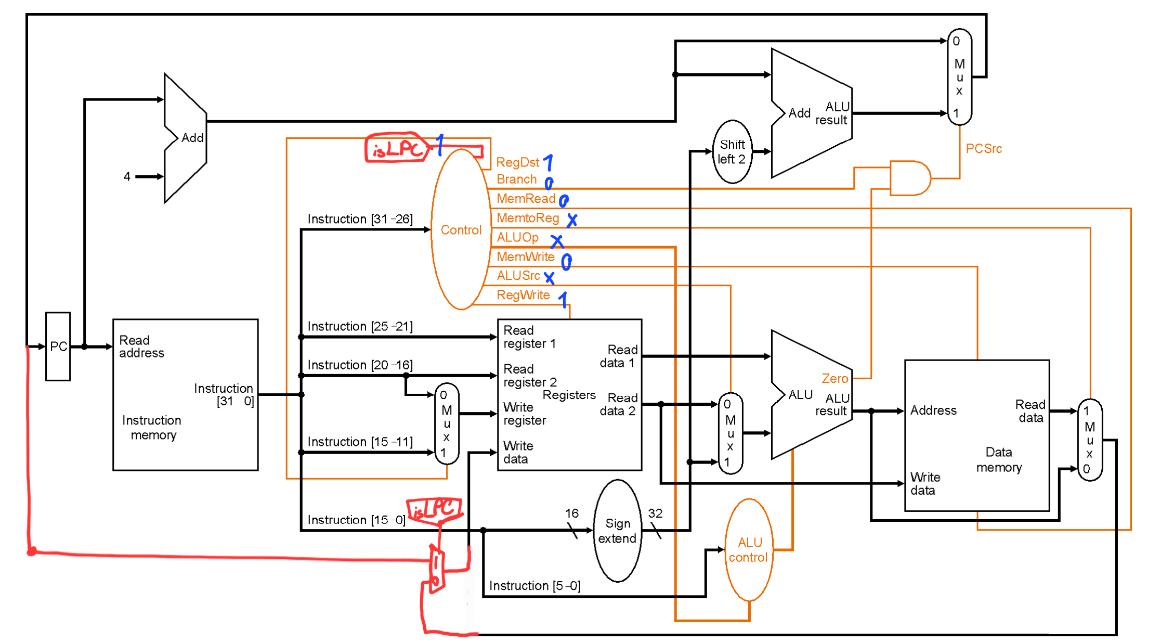 0
M
u
x
1
Add
ALU
result
Add
4
Shift
left 2
PCSrc
isLPC 1
RegDst 1
Branch 0
MemRead 0
MemtoReg x
ALUOp x
MemWrite 0
ALUSrc x
RegWrite 1
Control
Instruction [31–26]
Instruction [25–21]
Instruction [20–16]
Instruction [15–11]
PC
Read
address
Instruction
[31 0]
Instruction
memory
0
M
u
x
1
Read
register 1
Read
register 2
Write
register
Write
data
Registers
Read
data 1
Read
data 2
0
M
u
x
1
Zero
ALU
ALU
result
Address
Write
data
Read
data
Data
memory
1
M
u
x
0
isLPC
1
0
Instruction [15 0]
16
Sign
extend
32
Instruction [5–0]
ALU
control